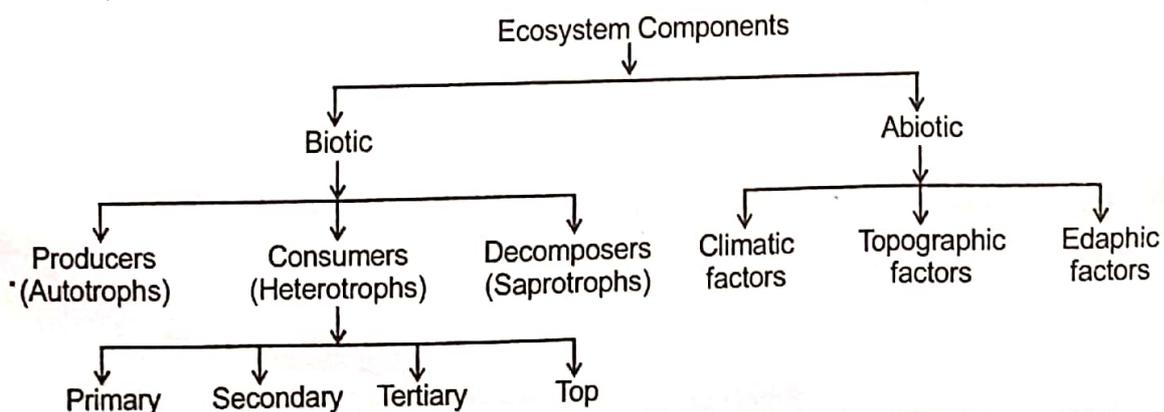 Ecosystem Components
Biotic
Abiotic
Producers
(Autotrophs)
Consumers
(Heterotrophs)
Decomposers
(Saprotrophs)
Climatic
factors
Topographic
factors
Edaphic
factors
Primary
Secondary
Tertiary
Top